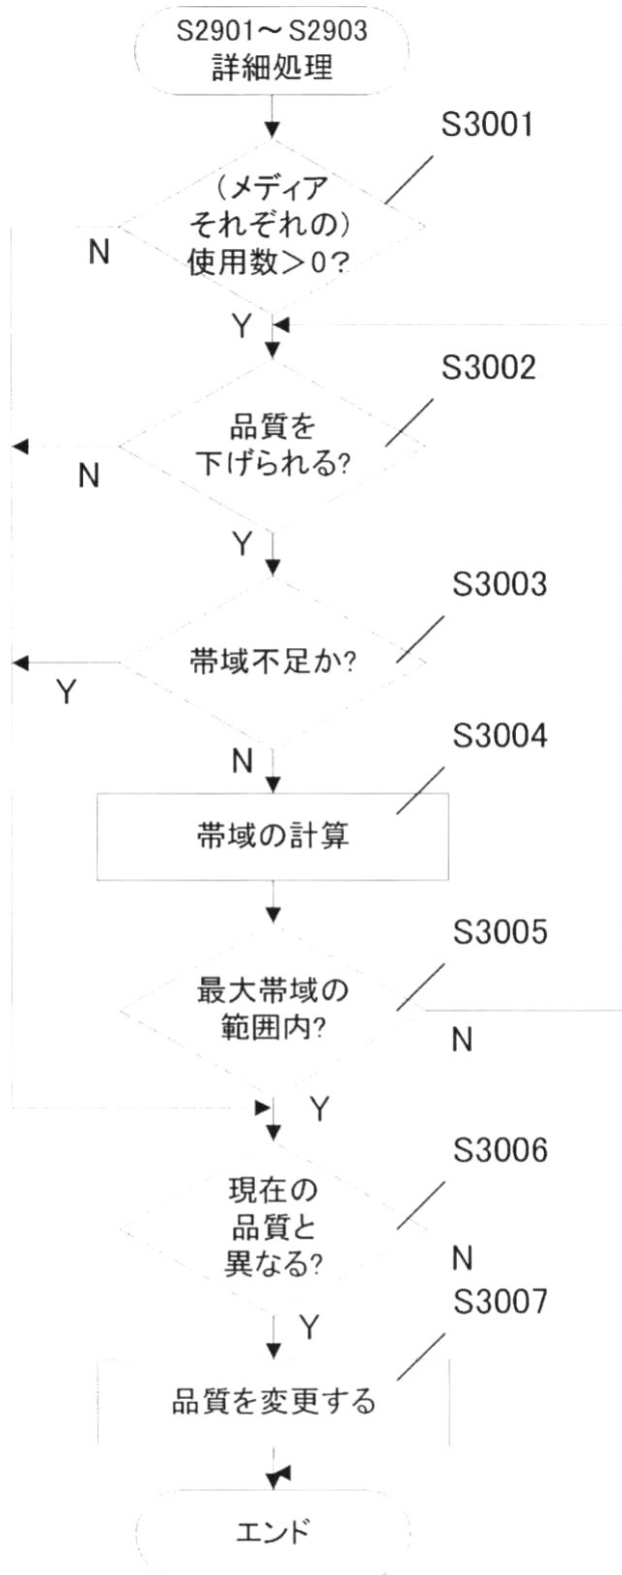 S2901～S2903
詳細処理
S3001
(メディア
それぞれの)
使用数＞0？
N
Y
S3002
品質を
下げられる?
N
Y
S3003
帯域不足か?
Y
N
S3004
帯域の計算
S3005
最大帯域の
範囲内?
N
Y
S3006
現在の
品質と
異なる?
N
Y
S3007
品質を変更する
エンド